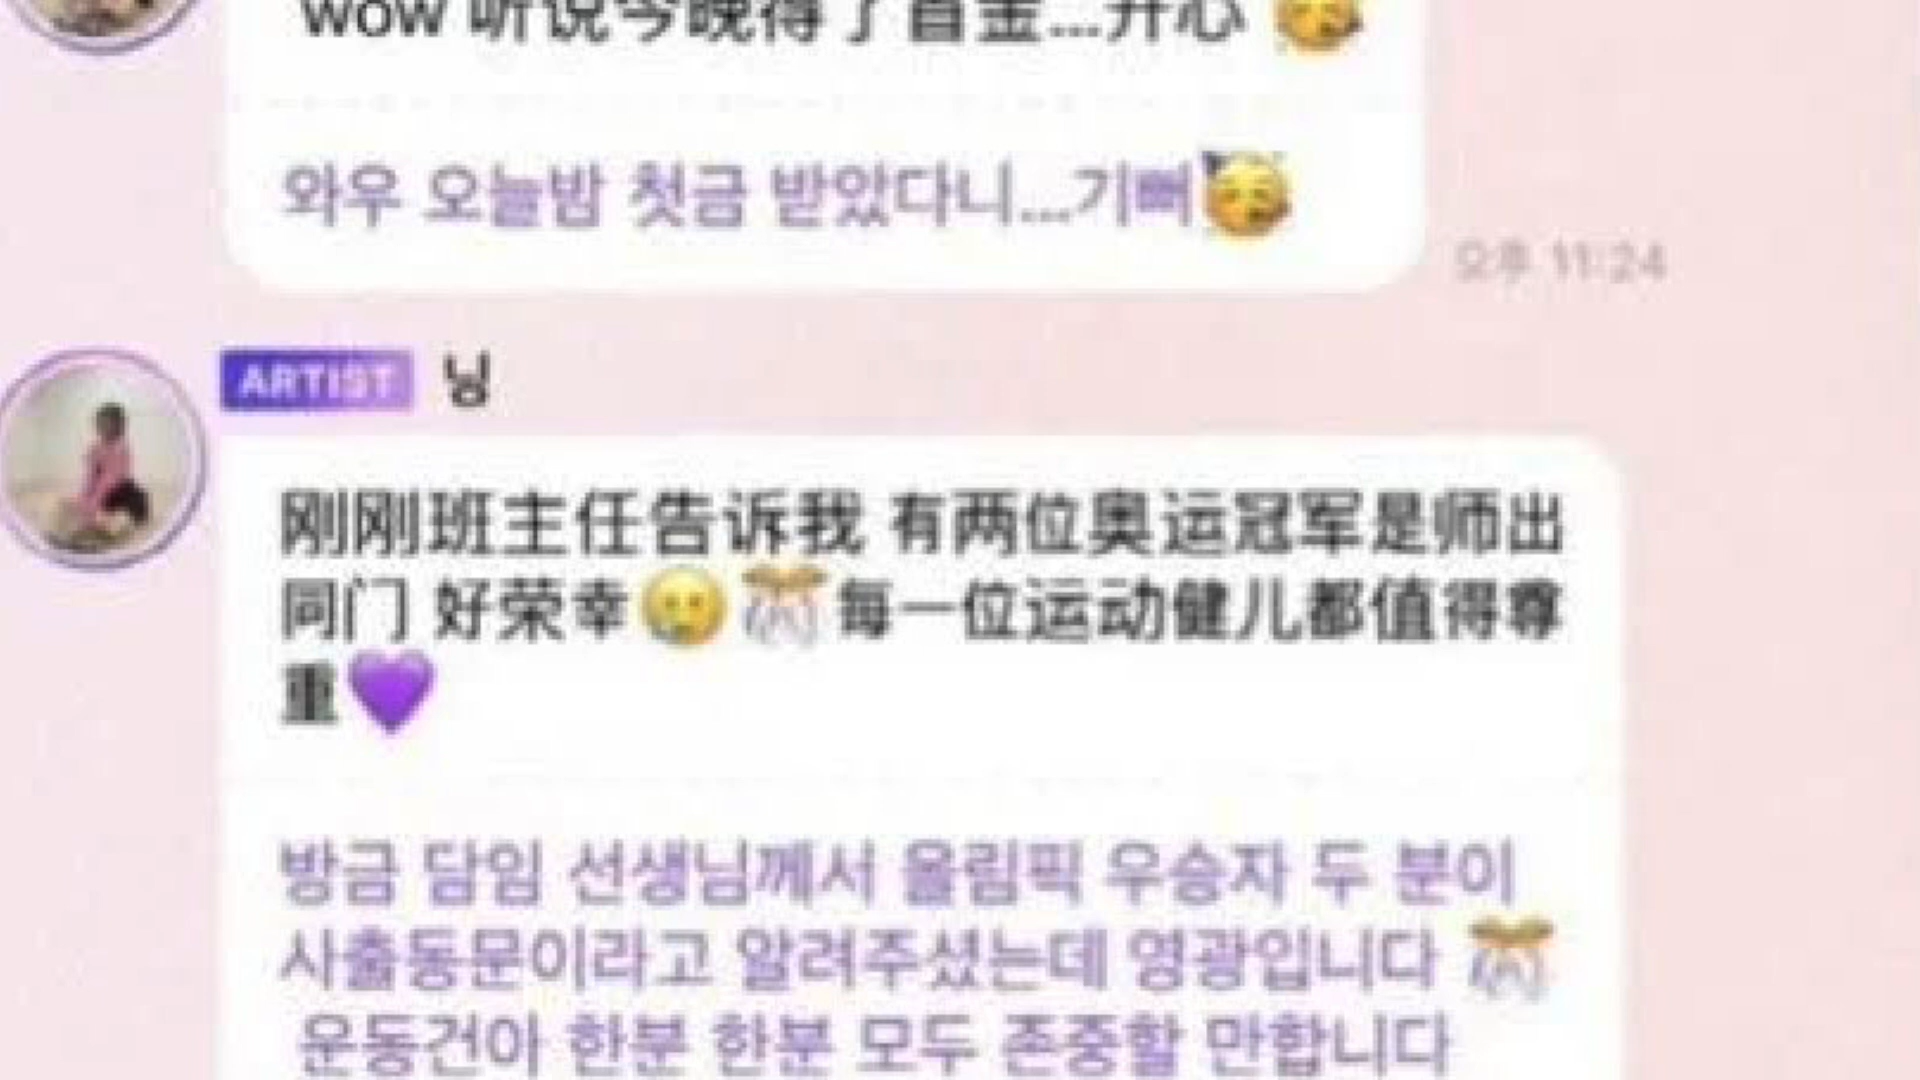 wow 听说今晚得了首金...开心 🥳
와우 오늘밤 첫금 받았다니...기뻐🥳
오후 11:24
ARTIST 닝
刚刚班主任告诉我 有两位奥运冠军是师出
同门 好荣幸🥲🎊每一位运动健儿都值得尊
重💜
방금 담임 선생님께서 올림픽 우승자 두 분이
사출동문이라고 알려주셨는데 영광입니다 🎊
운동건아 한분 한분 모두 존중할 만합니다